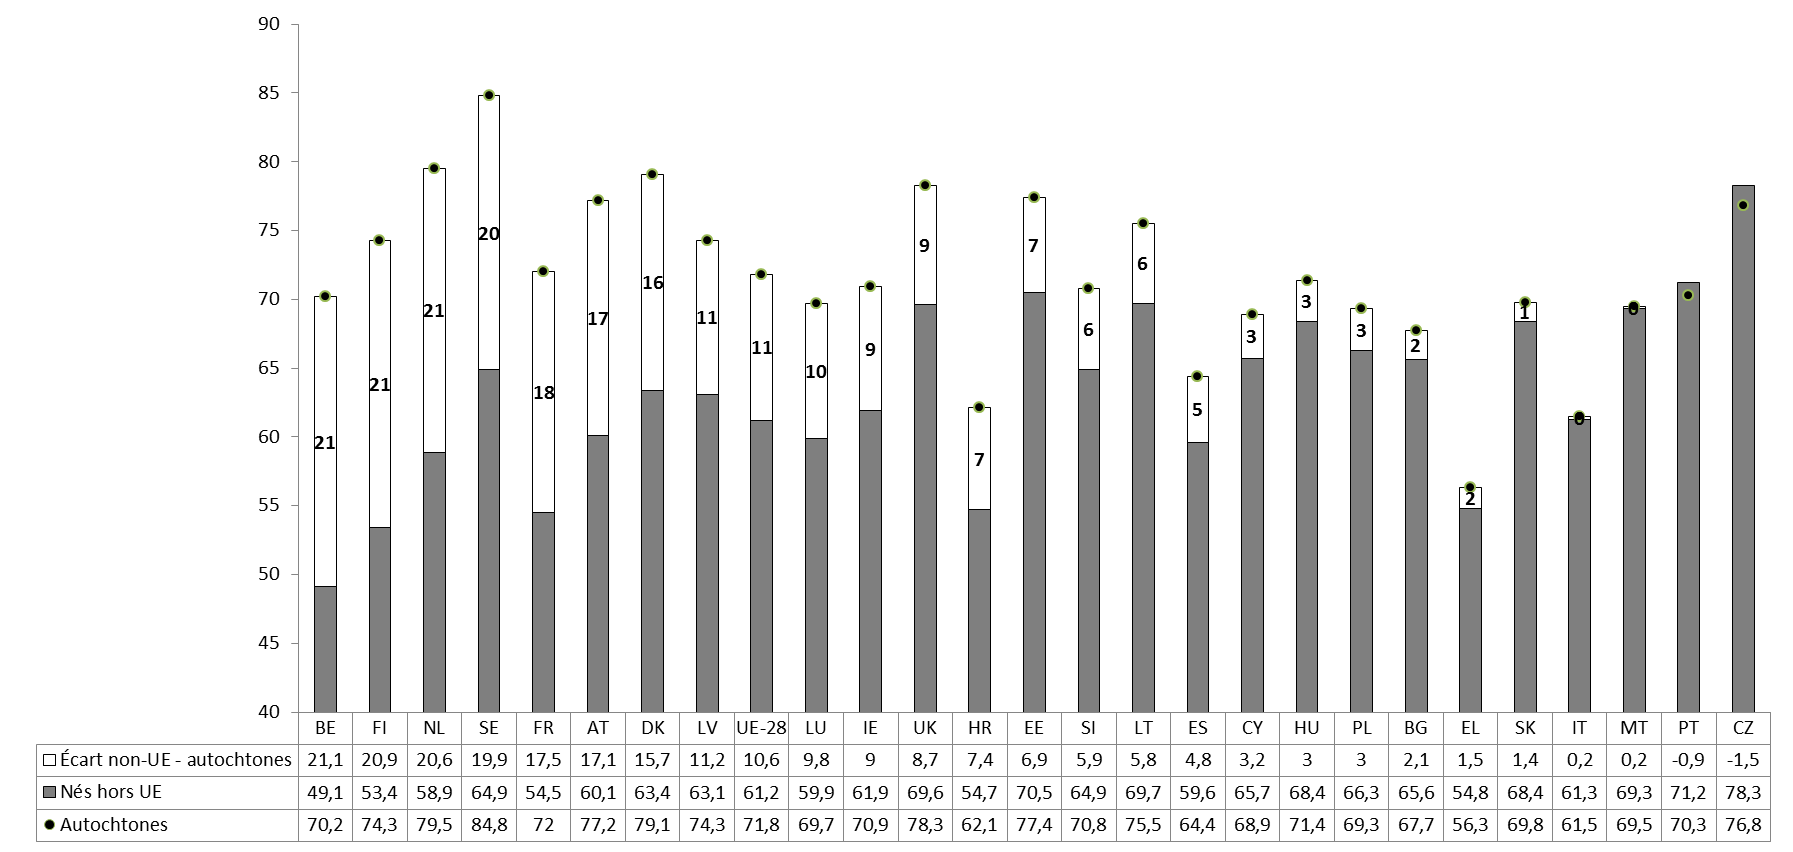 90
85
80
75
70
65
60
55
50
45
40
21 21 21 20 18 17 16 11 11 10 9 9 7 7 6 6 5 3 3 3 2 2 1 0 0
BE FI NL SE FR AT DK LV UE-28 LU IE UK HR EE SI LT ES CY HU PL BG EL SK IT MT PT CZ
Écart non-UE - autochtones 21,1 20,9 20,6 19,9 17,5 17,1 15,7 11,2 10,6 9,8 9 8,7 7,4 6,9 5,9 5,8 4,8 3,2 3 3 2,1 1,5 1,4 0,2 0,2 -0,9 -1,5
Nés hors UE 49,1 53,4 58,9 64,9 54,5 60,1 63,4 63,1 61,2 59,9 61,9 69,6 54,7 70,5 64,9 69,7 59,6 65,7 68,4 66,3 65,6 54,8 68,4 61,3 69,3 71,2 78,3
Autochtones 70,2 74,3 79,5 84,8 72 77,2 79,1 74,3 71,8 69,7 70,9 78,3 62,1 77,4 70,8 75,5 64,4 68,9 71,4 69,3 67,7 56,3 69,8 61,5 69,5 70,3 76,8